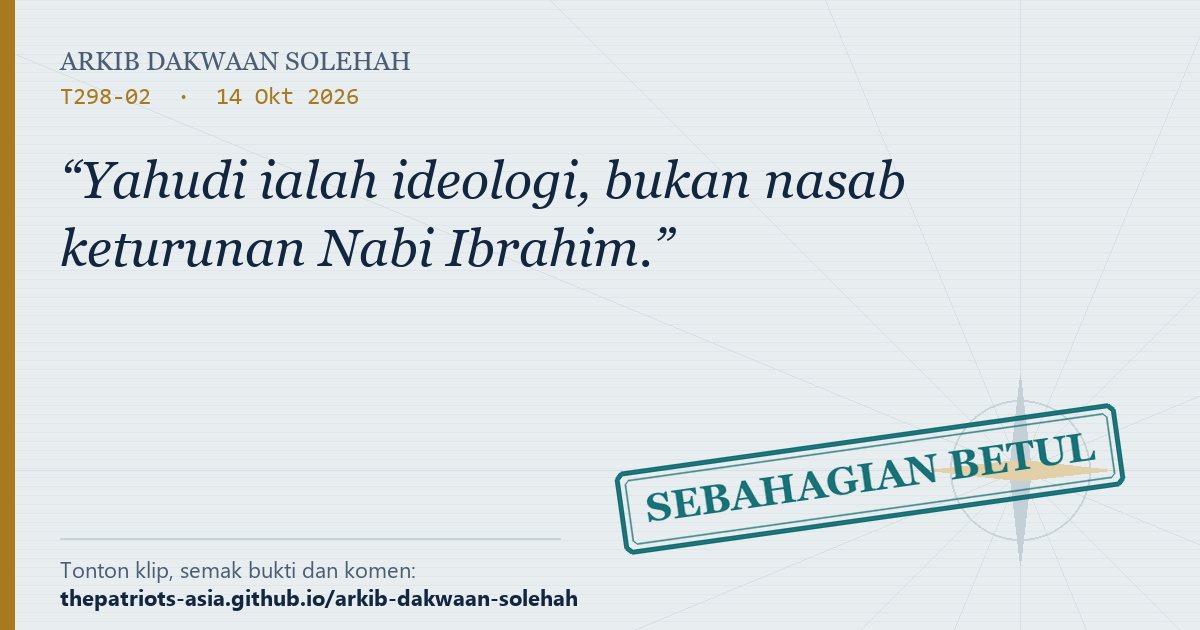 ARKIB DAKWAAN SOLEHAH
T298-02 · 14 Okt 2026
“Yahudi ialah ideologi, bukan nasab
keturunan Nabi Ibrahim.”
SEBAHAGIAN BETUL
Tonton klip, semak bukti dan komen:
thepatriots-asia.github.io/arkib-dakwaan-solehah